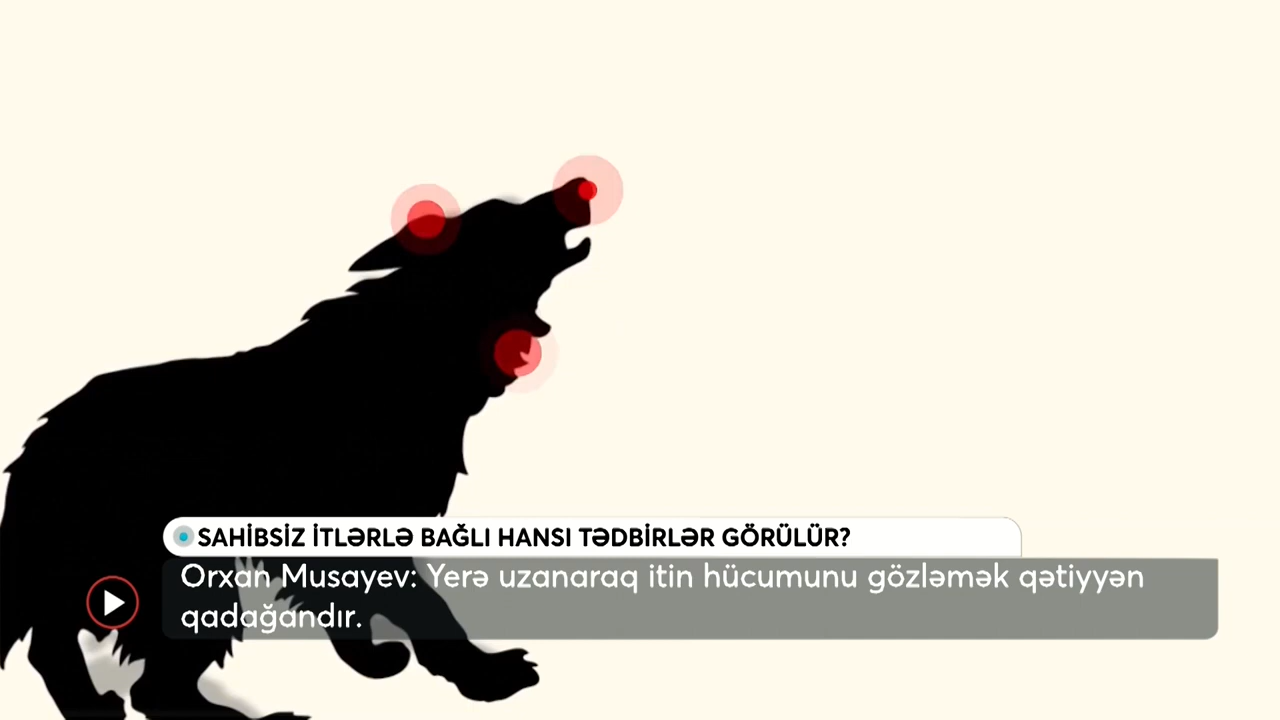 SAHİBSİZ İTLƏRLƏ BAĞLI HANSI TƏDBİRLƏR GÖRÜLÜR?
Orxan Musayev: Yerə uzanaraq itin hücumunu gözləmək qətiyyən
qadağandır.